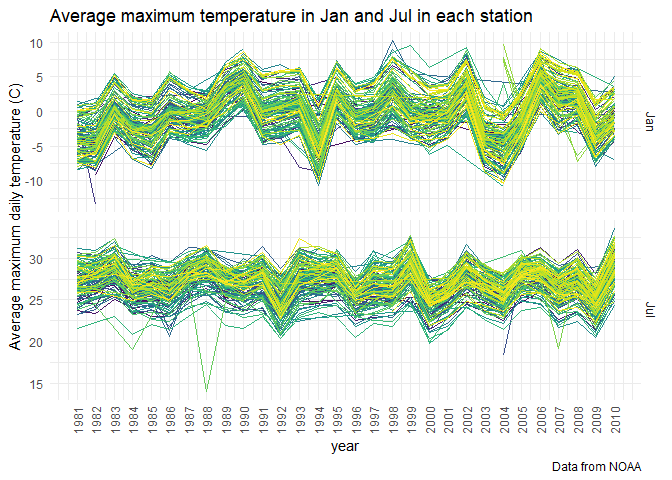 Average maximum temperature in Jan and Jul in each station
Average maximum daily temperature (C)
10
5
0
-5
-10
Jan
30
25
20
15
Jul
1981 1982 1983 1984 1985 1986 1987 1988 1989 1990 1991 1992 1993 1994 1995 1996 1997 1998 1999 2000 2001 2002 2003 2004 2005 2006 2007 2008 2009 2010
year
Data from NOAA